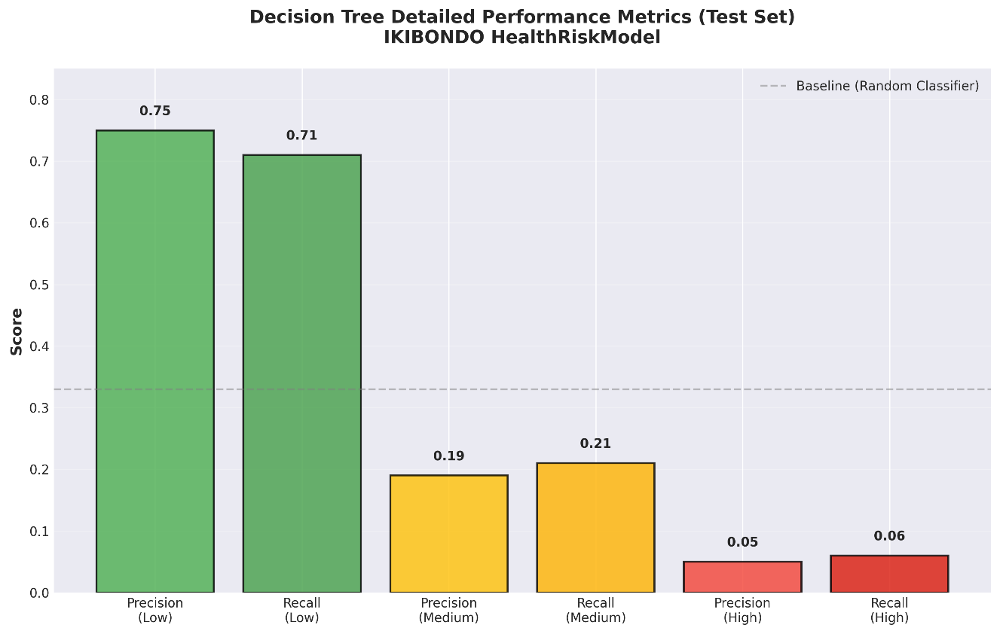 Decision Tree Detailed Performance Metrics (Test Set)
IKIBONDO HealthRiskModel
Baseline (Random Classifier)
Score
0.8
0.7
0.6
0.5
0.4
0.3
0.2
0.1
0.0
0.75
0.71
0.19
0.21
0.05
0.06
Precision
(Low)
Recall
(Low)
Precision
(Medium)
Recall
(Medium)
Precision
(High)
Recall
(High)